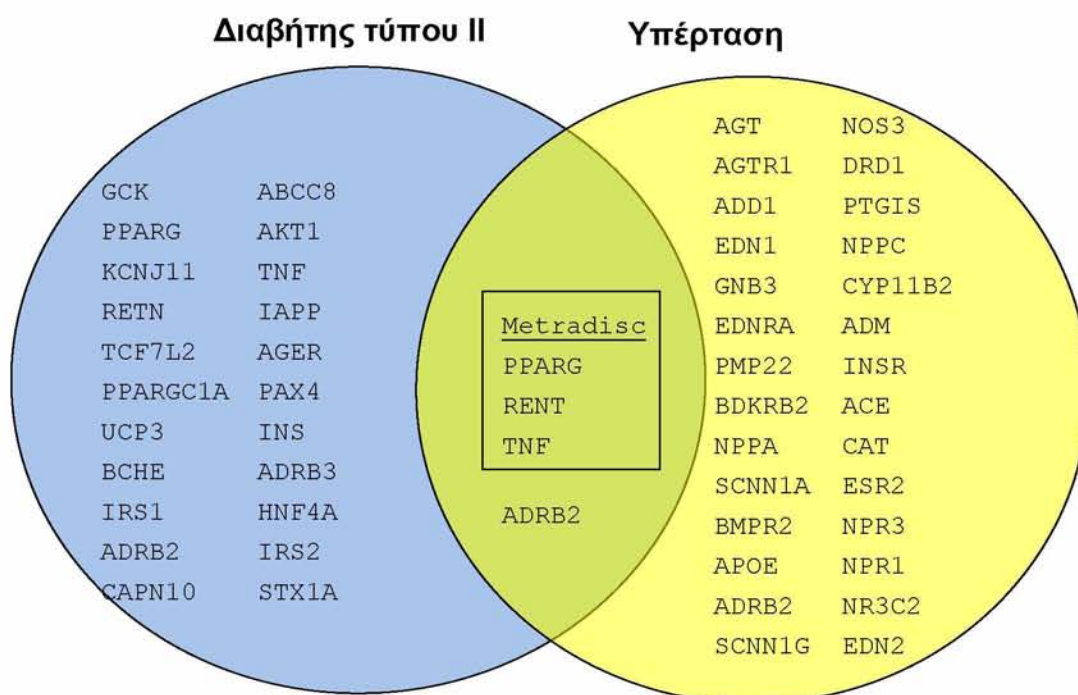 Διαβήτης τύπου II
Υπέρταση
GCK ABCC8
PPARG AKT1
KCNJ11 TNF
RETN IAPP
TCF7L2 AGER
PPARGC1A PAX4
UCP3 INS
BCHE ADRB3
IRS1 HNF4A
ADRB2 IRS2
CAPN10 STX1A
Metradisc
PPARG
RENT
TNF
ADRB2
AGT NOS3
AGTR1 DRD1
ADD1 PTGIS
EDN1 NPPC
GNB3 CYP11B2
EDNRA ADM
PMP22 INSR
BDKRB2 ACE
NPPA CAT
SCNN1A ESR2
BMPR2 NPR3
APOE NPR1
ADRB2 NR3C2
SCNN1G EDN2